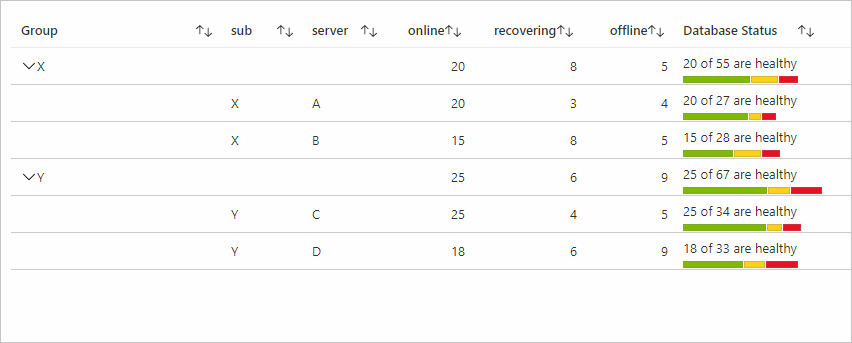 Group sub server online recovering offline Database Status
X 20 8 5 20 of 55 are healthy
X A 20 3 4 20 of 27 are healthy
X B 15 8 5 15 of 28 are healthy
Y 25 6 9 25 of 67 are healthy
Y C 25 4 5 25 of 34 are healthy
Y D 18 6 9 18 of 33 are healthy